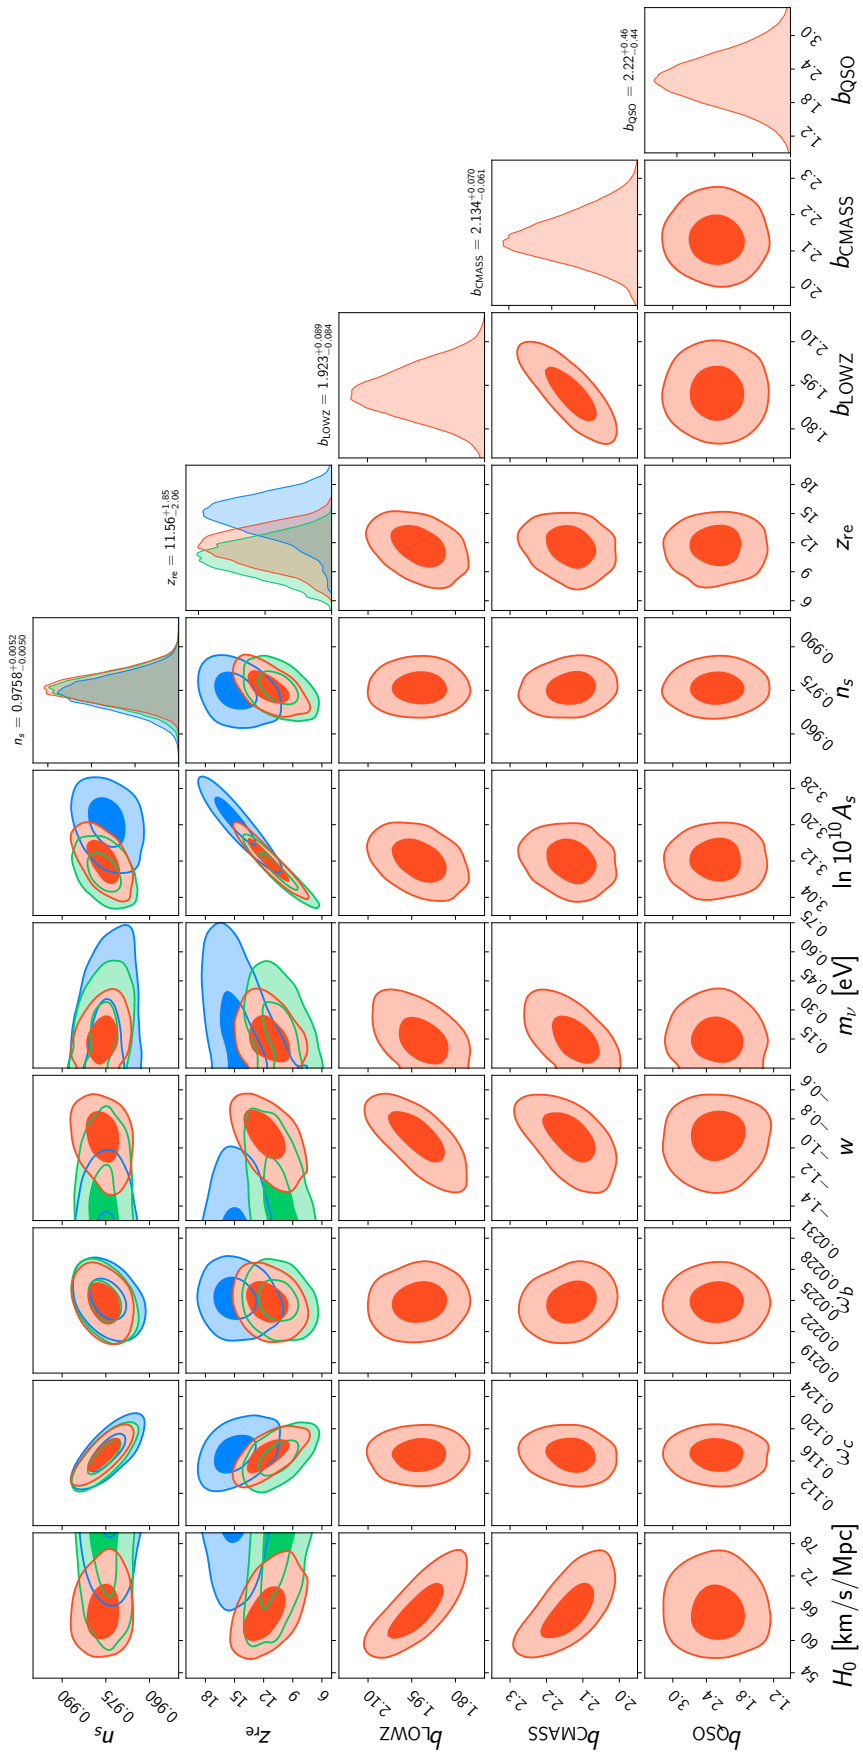 n_s = 0.9758^{+0.0052}_{−0.0050}
0.990
0.975
0.960
n_s
z_re = 11.56^{+1.85}_{−2.06}
18
15
12
9
6
z_re
b_LOWZ = 1.923^{+0.089}_{−0.084}
2.10
1.95
1.80
b_LOWZ
b_CMASS = 2.134^{+0.070}_{−0.061}
2.3
2.2
2.1
2.0
b_CMASS
b_QSO = 2.22^{+0.46}_{−0.44}
3.0
2.4
1.8
1.2
b_QSO
54 60 66 72 78
H_0 [km/s/Mpc]
0.112 0.116 0.120 0.124
ω_c
0.0219 0.0222 0.0225 0.0228 0.0231
ω_b
−1.4 −1.2 −1.0 −0.8 −0.6
w
0.15 0.30 0.45 0.60 0.75
m_ν [eV]
3.04 3.12 3.20 3.28
ln 10^{10} A_s
0.960 0.975 0.990
n_s
6 9 12 15 18
z_re
1.80 1.95 2.10
b_LOWZ
2.0 2.1 2.2 2.3
b_CMASS
1.2 1.8 2.4 3.0
b_QSO